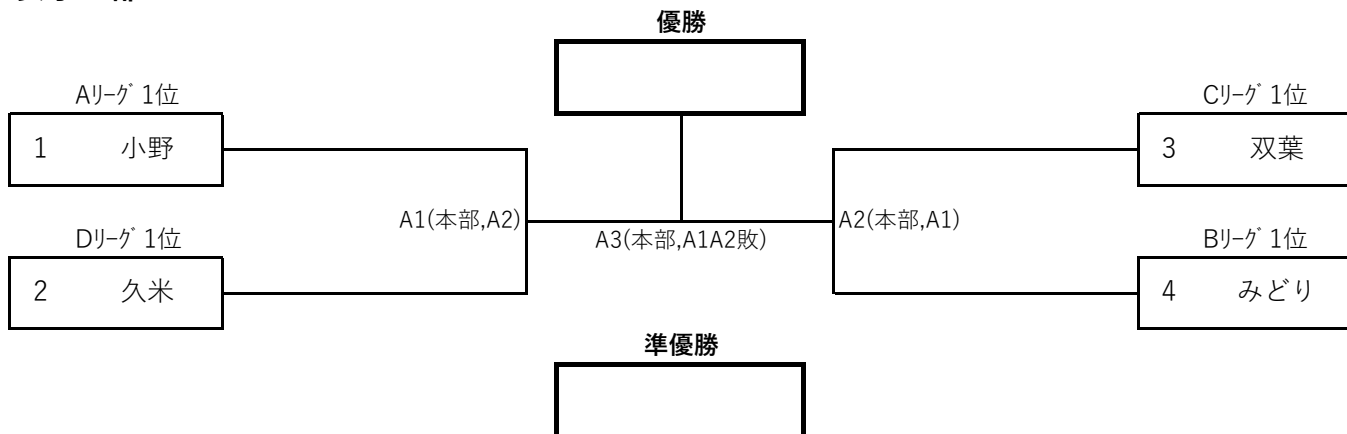 優勝
Aﾘｰｸﾞ 1位
Cﾘｰｸﾞ 1位
1 小野
3 双葉
A1(本部,A2)
A2(本部,A1)
A3(本部,A1A2敗)
Dﾘｰｸﾞ 1位
Bﾘｰｸﾞ 1位
2 久米
4 みどり
準優勝